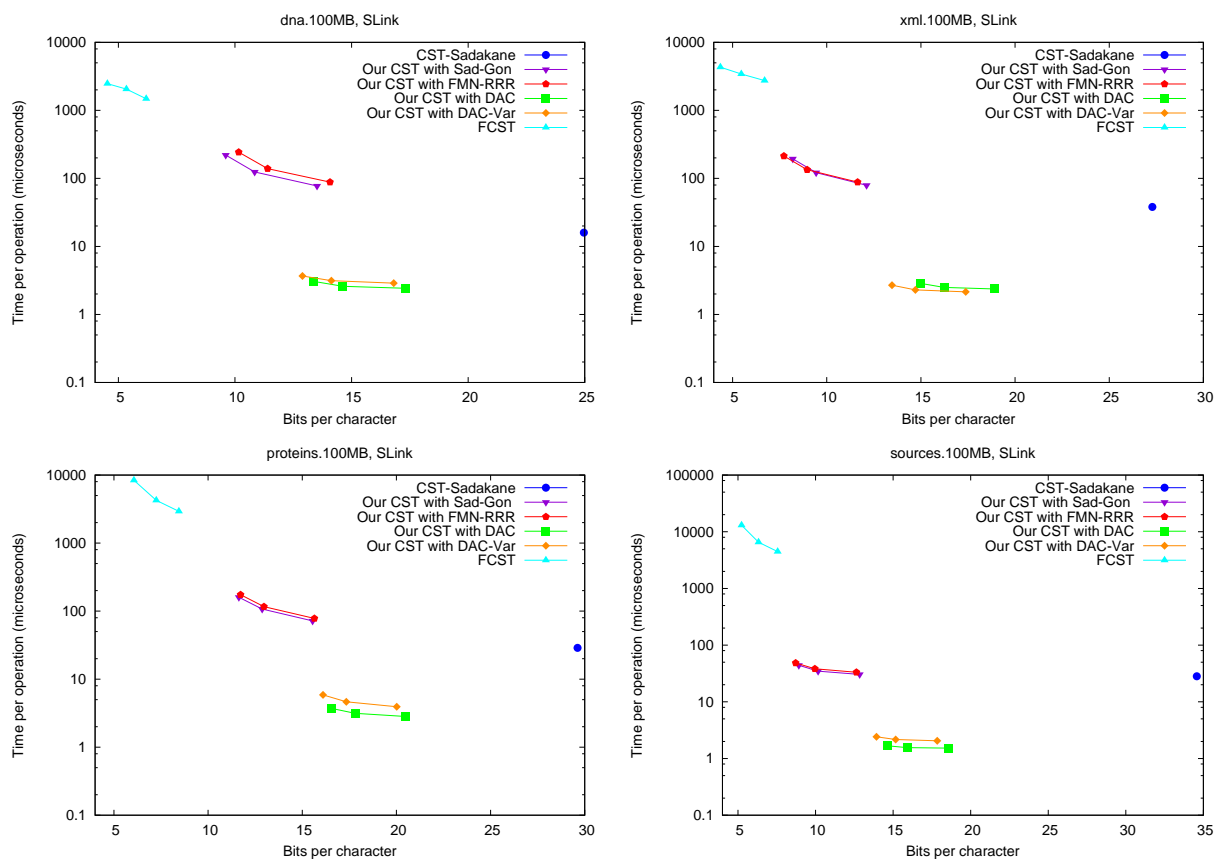 dna.100MB, SLink
10000
1000
100
10
1
0.1
5
10
15
20
25
Time per operation (microseconds)
Bits per character
CST-Sadakane
Our CST with Sad-Gon
Our CST with FMN-RRR
Our CST with DAC
Our CST with DAC-Var
FCST
xml.100MB, SLink
10000
1000
100
10
1
0.1
5
10
15
20
25
30
Time per operation (microseconds)
Bits per character
CST-Sadakane
Our CST with Sad-Gon
Our CST with FMN-RRR
Our CST with DAC
Our CST with DAC-Var
FCST
proteins.100MB, SLink
10000
1000
100
10
1
0.1
5
10
15
20
25
30
Time per operation (microseconds)
Bits per character
CST-Sadakane
Our CST with Sad-Gon
Our CST with FMN-RRR
Our CST with DAC
Our CST with DAC-Var
FCST
sources.100MB, SLink
100000
10000
1000
100
10
1
0.1
5
10
15
20
25
30
35
Time per operation (microseconds)
Bits per character
CST-Sadakane
Our CST with Sad-Gon
Our CST with FMN-RRR
Our CST with DAC
Our CST with DAC-Var
FCST